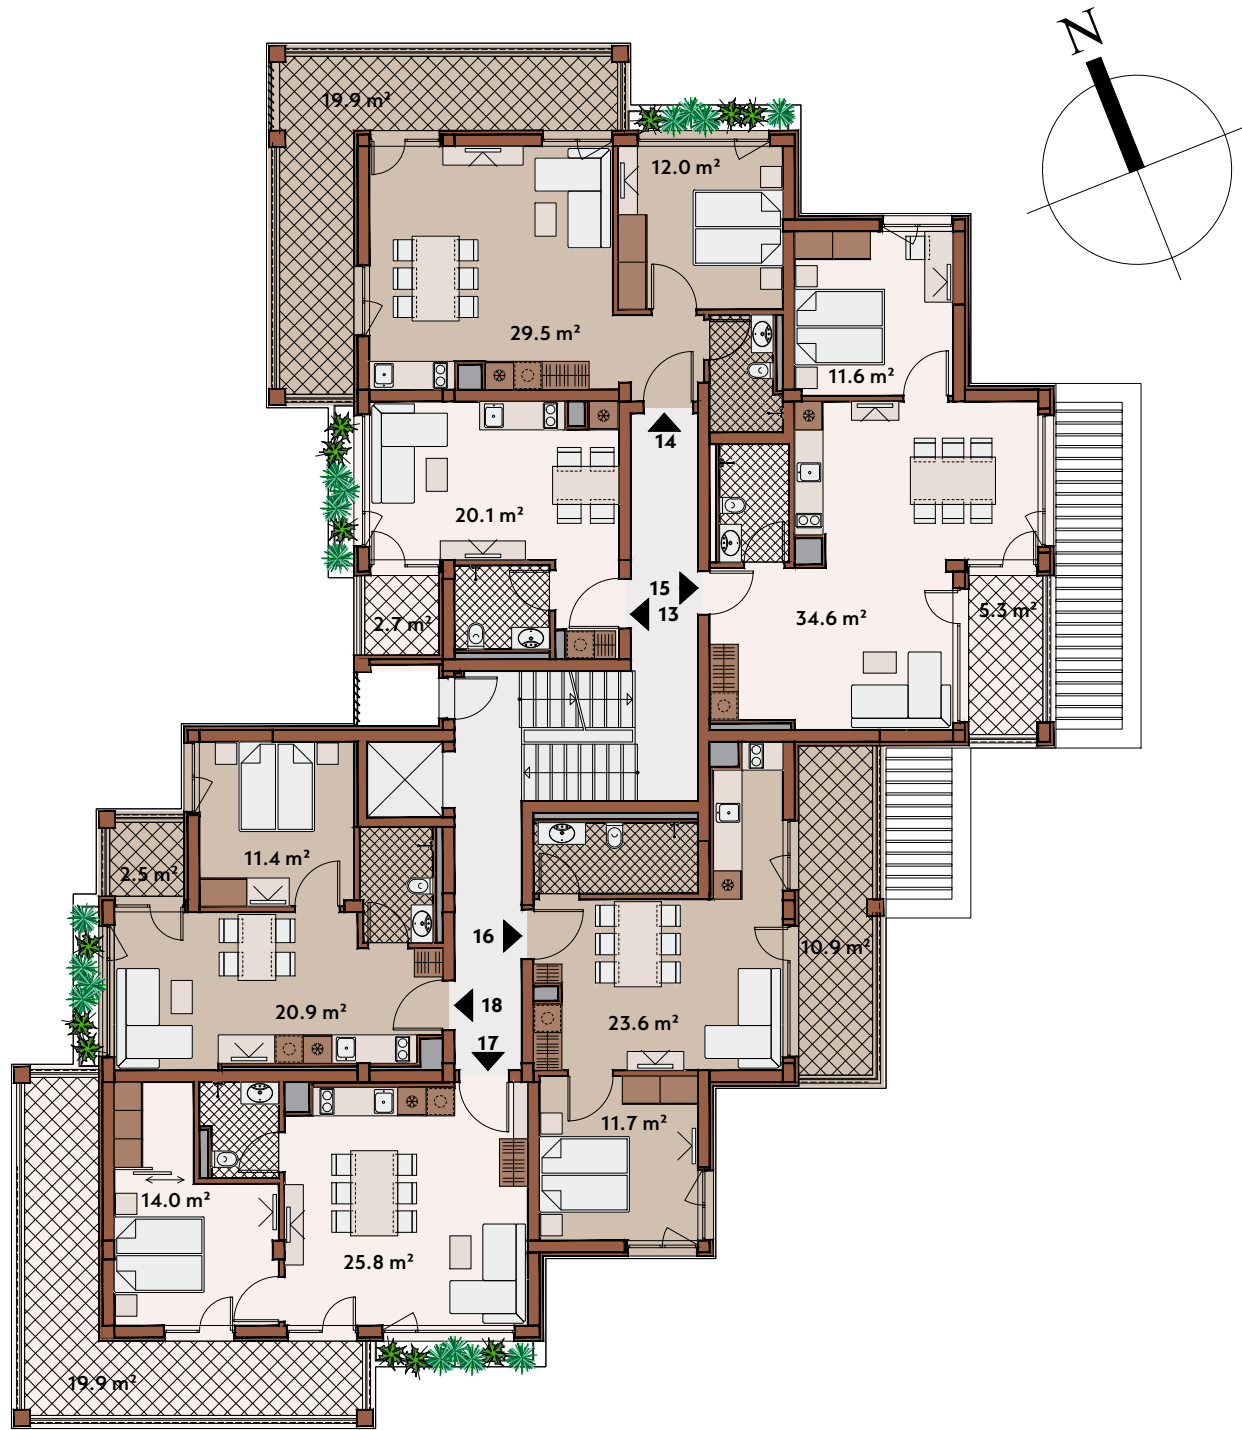 N
19.9 m²
12.0 m²
29.5 m²
11.6 m²
14
20.1 m²
15
13
2.7 m²
34.6 m²
5.3 m²
11.4 m²
2.5 m²
16
10.9 m²
18
20.9 m²
23.6 m²
17
11.7 m²
14.0 m²
25.8 m²
19.9 m²